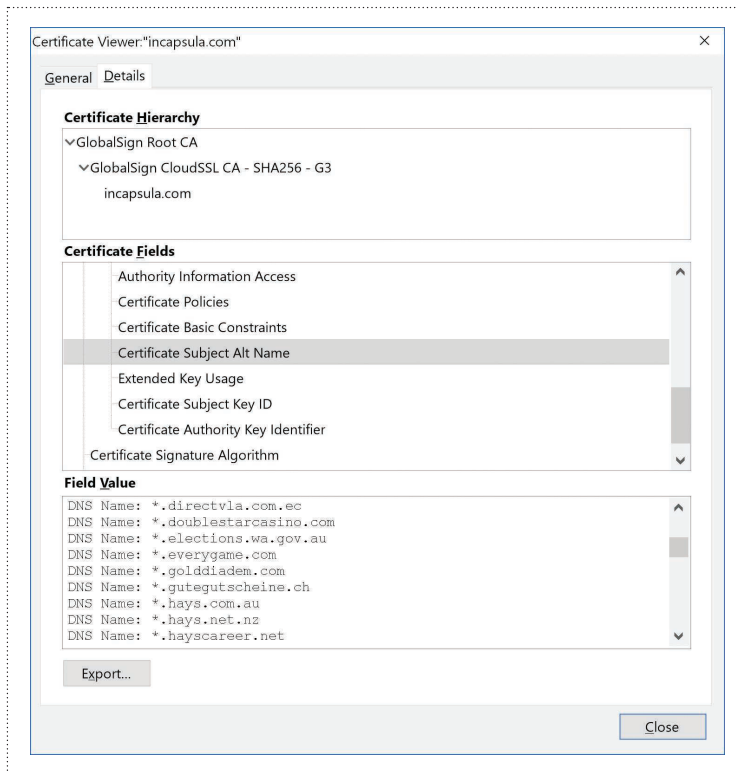 Certificate Viewer:"incapsula.com"
General Details
Certificate Hierarchy
GlobalSign Root CA
GlobalSign CloudSSL CA - SHA256 - G3
incapsula.com
Certificate Fields
Authority Information Access
Certificate Policies
Certificate Basic Constraints
Certificate Subject Alt Name
Extended Key Usage
Certificate Subject Key ID
Certificate Authority Key Identifier
Certificate Signature Algorithm
Field Value
DNS Name: *.directvla.com.ec
DNS Name: *.doublestarcasino.com
DNS Name: *.elections.wa.gov.au
DNS Name: *.everygame.com
DNS Name: *.golddiadem.com
DNS Name: *.gutegutscheine.ch
DNS Name: *.hays.com.au
DNS Name: *.hays.net.nz
DNS Name: *.hayscareer.net
Export...
Close